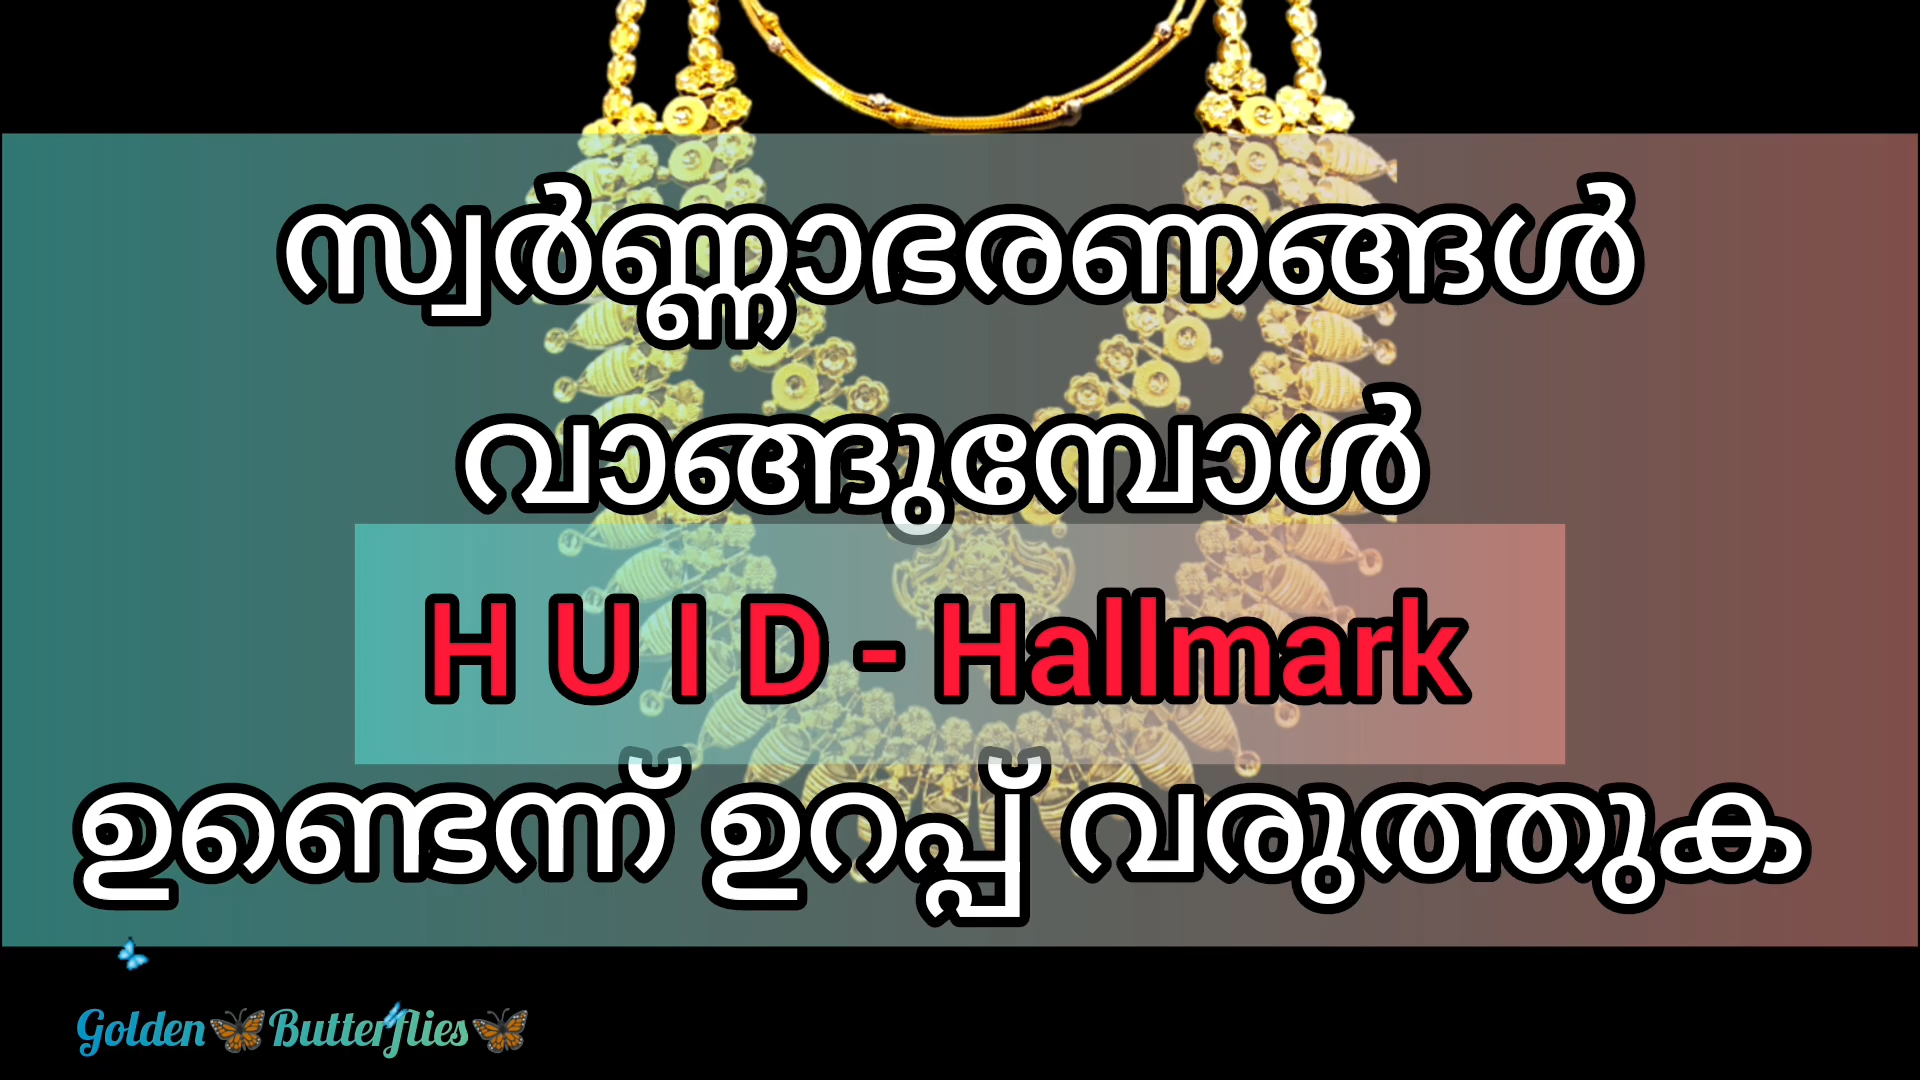 സ്വർണ്ണാഭരണങ്ങൾ
വാങ്ങുമ്പോൾ
H U I D - Hallmark
ഉണ്ടെന്ന് ഉറപ്പ് വരുത്തുക
Golden🦋Butterflies🦋